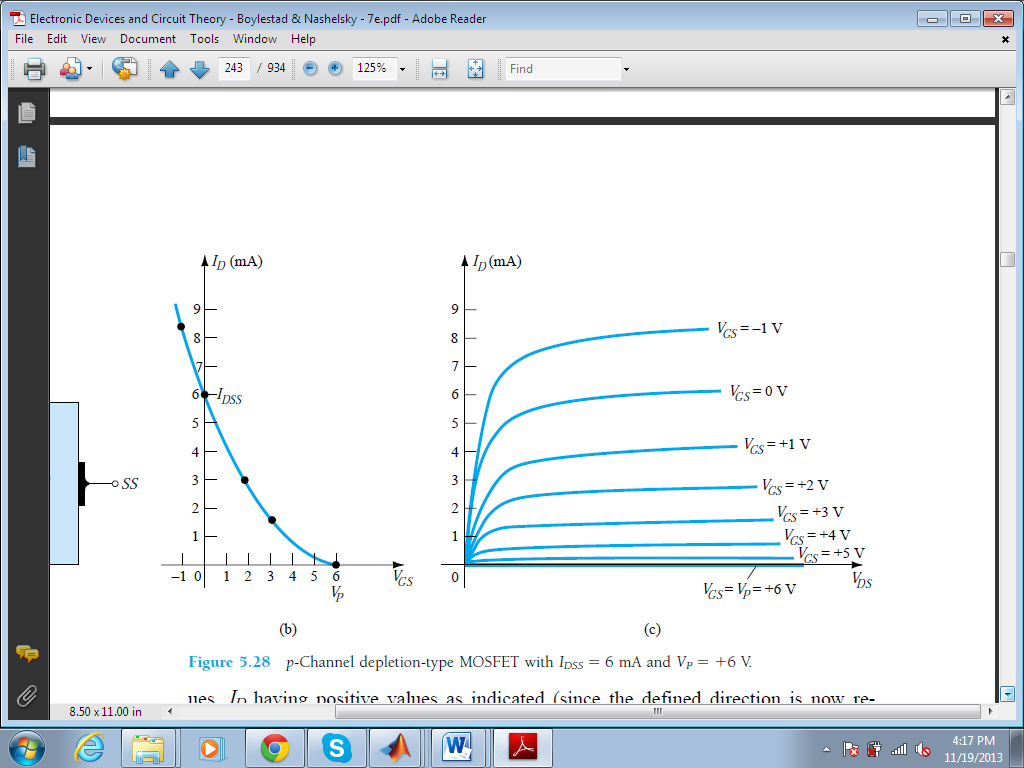 Electronic Devices and Circuit Theory - Boylestad & Nashelsky - 7e.pdf - Adobe Reader
File Edit View Document Tools Window Help
243 / 934 125% Find
I_D (mA)
9
8
7
6
I_DSS
5
4
3
2
1
SS
–1 0 1 2 3 4 5 6
V_GS
V_P
(b)
I_D (mA)
9
8
7
6
5
4
3
2
1
0
V_GS = –1 V
V_GS = 0 V
V_GS = +1 V
V_GS = +2 V
V_GS = +3 V
V_GS = +4 V
V_GS = +5 V
V_GS = V_P = +6 V
V_DS
(c)
Figure 5.28 p-Channel depletion-type MOSFET with I_DSS = 6 mA and V_P = +6 V.
ues, I_D having positive values as indicated (since the defined direction is now re-
8.50 x 11.00 in
4:17 PM
11/19/2013